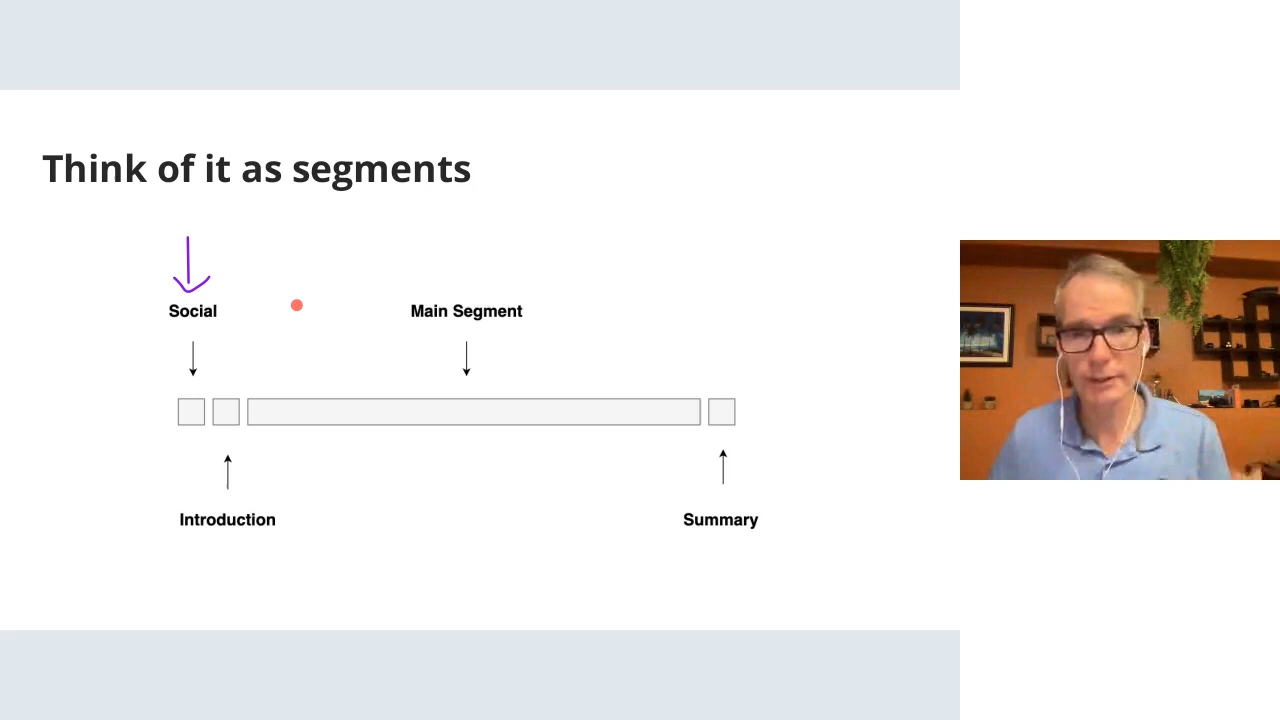 Think of it as segments
Social
Main Segment
Introduction
Summary